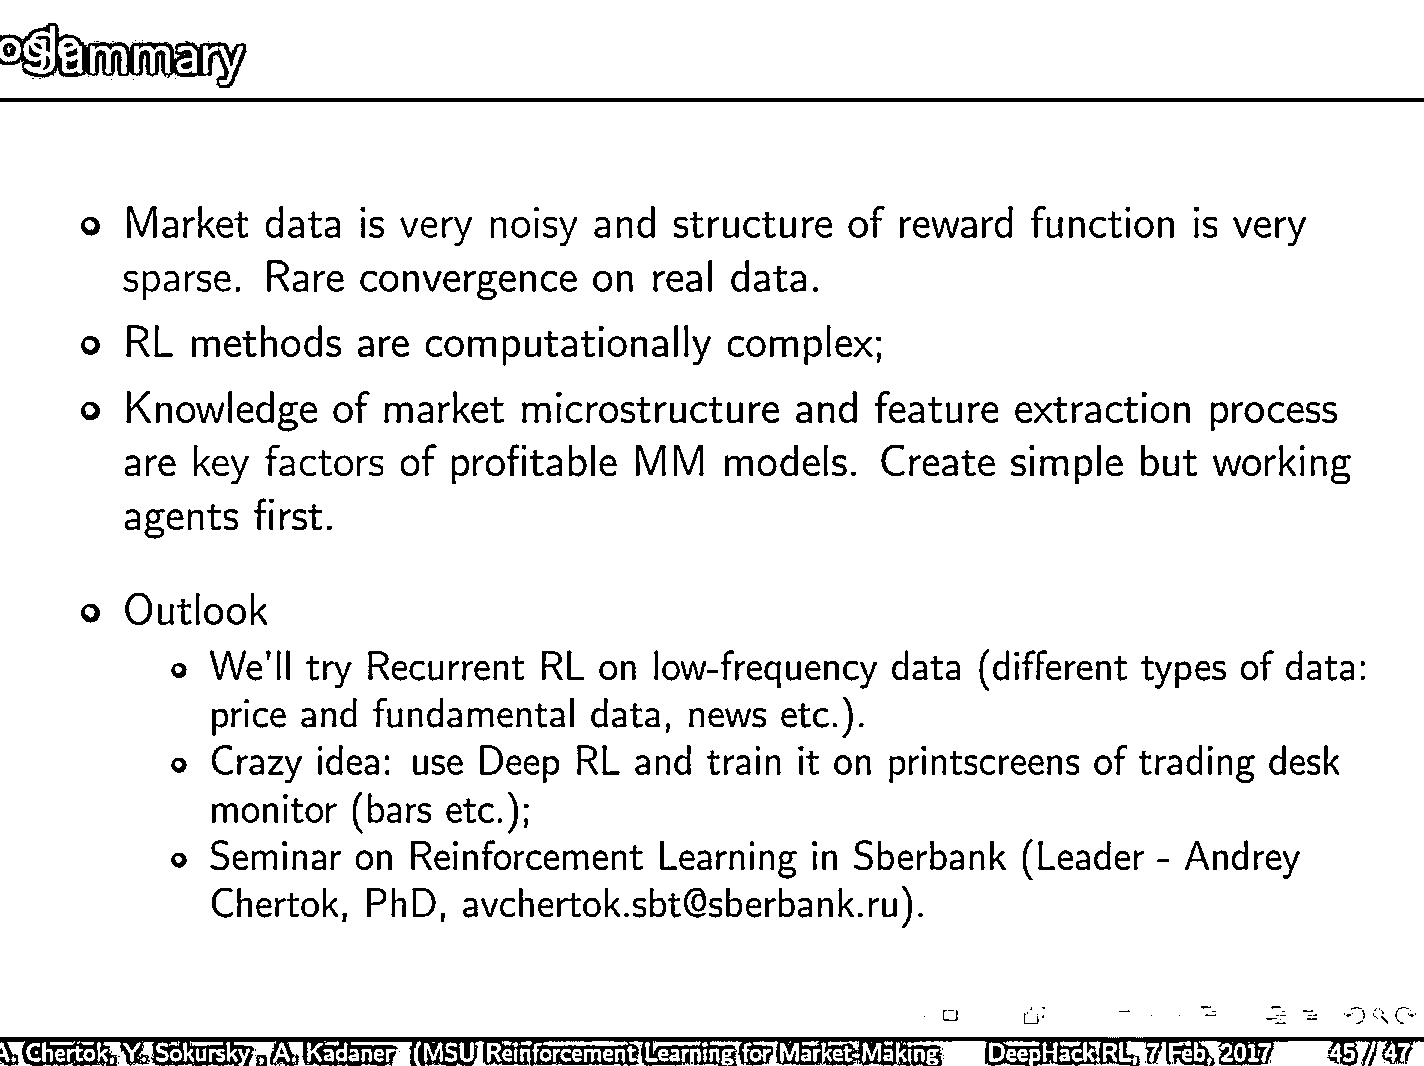 Summary
Market data is very noisy and structure of reward function is very
sparse. Rare convergence on real data.
RL methods are computationally complex;
Knowledge of market microstructure and feature extraction process
are key factors of profitable MM models. Create simple but working
agents first.
Outlook
We'll try Recurrent RL on low-frequency data (different types of data:
price and fundamental data, news etc.).
Crazy idea: use Deep RL and train it on printscreens of trading desk
monitor (bars etc.);
Seminar on Reinforcement Learning in Sberbank (Leader - Andrey
Chertok, PhD, avchertok.sbt@sberbank.ru).
A. Chertok, Y. Sokursky , A. Kadaner (MSU Reinforcement Learning for Market-Making DeepHack.RL, 7 Feb, 2017 45 / 47